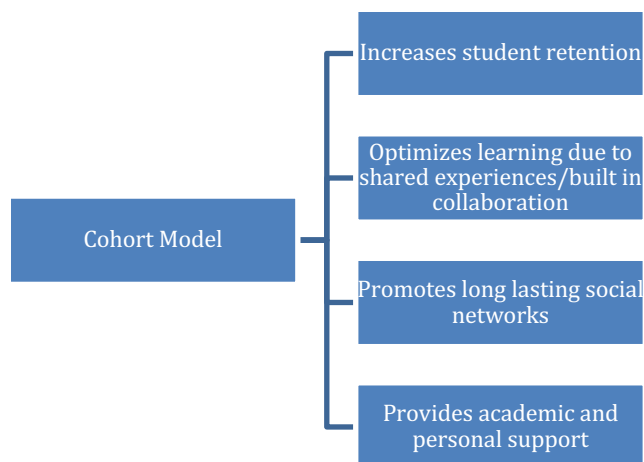 Increases student retention
Optimizes learning due to
shared experiences/built in
collaboration
Cohort Model
Promotes long lasting social
networks
Provides academic and
personal support